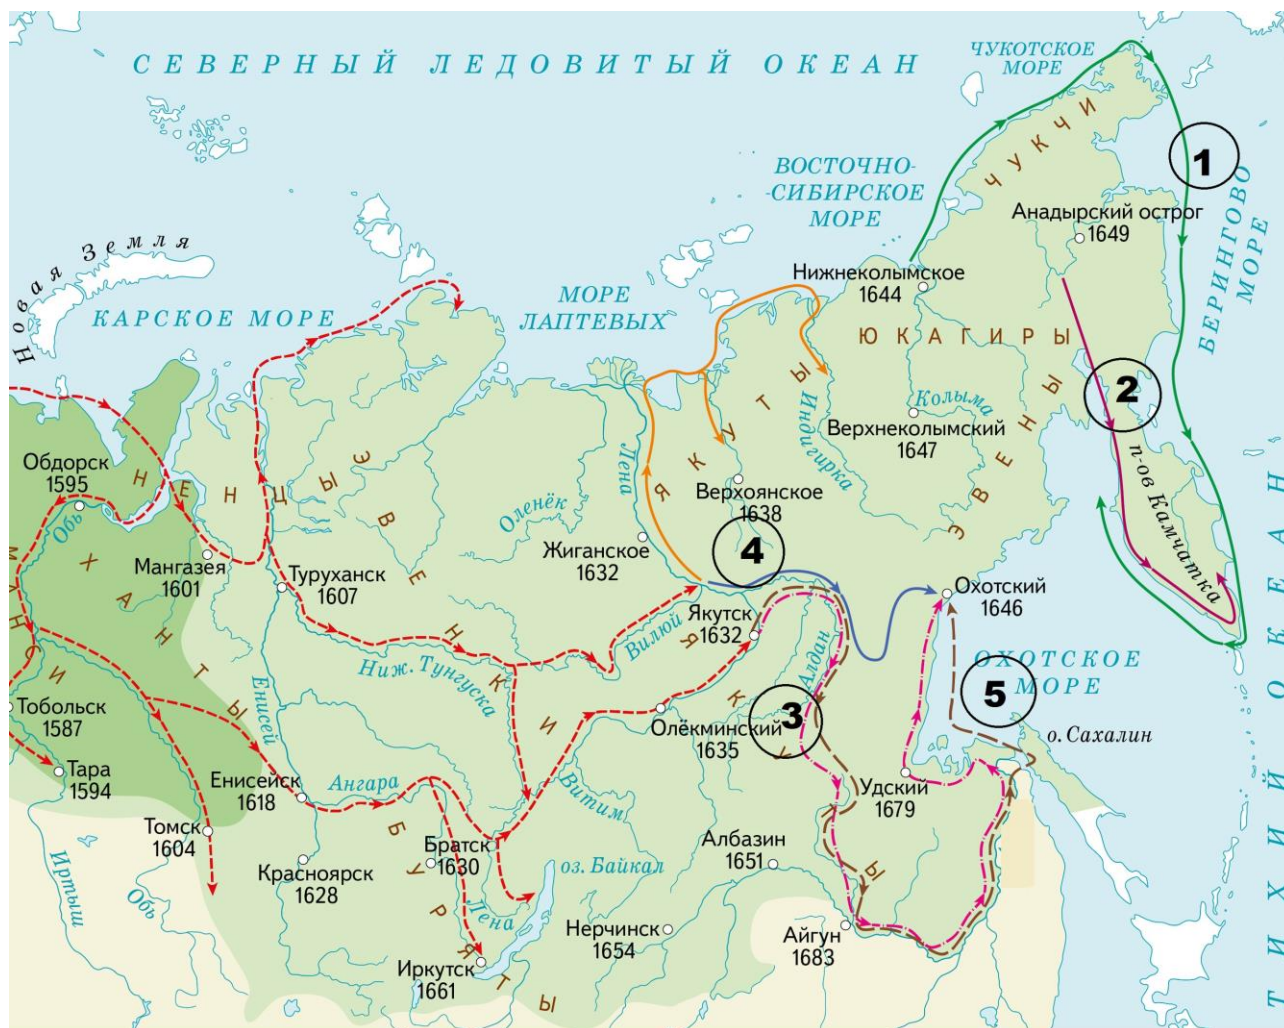 СЕВЕРНЫЙ ЛЕДОВИТЫЙ ОКЕАН
ЧУКОТСКОЕ
МОРЕ
1
ЧУКЧИ
ВОСТОЧНО-
-СИБИРСКОЕ
МОРЕ
БЕРИНГОВО
МОРЕ
Анадырский острог
1649
Новая Земля
КАРСКОЕ МОРЕ
МОРЕ
ЛАПТЕВЫХ
Нижнеколымское
1644
ЮКАГИРЫ
2
п-ов Камчатка
Колыма
Верхнеколымский
1647
Индигирка
ЭВЕНЫ
ЯКУТЫ
Лена
Обдорск
1595
НЕНЦЫ
ЭВЕНКИ
Оленёк
Верхоянское
1638
Обь
ХАНТЫ
МАНСИ
Мангазея
1601
Туруханск
1607
Жиганское
1632
4
Охотский
1646
Якутск
1632
Вилюй
Ниж. Тунгуска
Алдан
ЯКУТЫ
ОХОТСКОЕ
МОРЕ
5
3
Енисей
Тобольск
1587
Олёкминский
1635
о. Сахалин
Тара
1594
Енисейск
1618
Ангара
Витим
Удский
1679
Томск
1604
Братск
1630
БУРЯТЫ
Албазин
1651
Красноярск
1628
оз. Байкал
Иртыш
Обь
Лена
Нерчинск
1654
Айгун
1683
Иркутск
1661
ТИХИЙ ОКЕАН